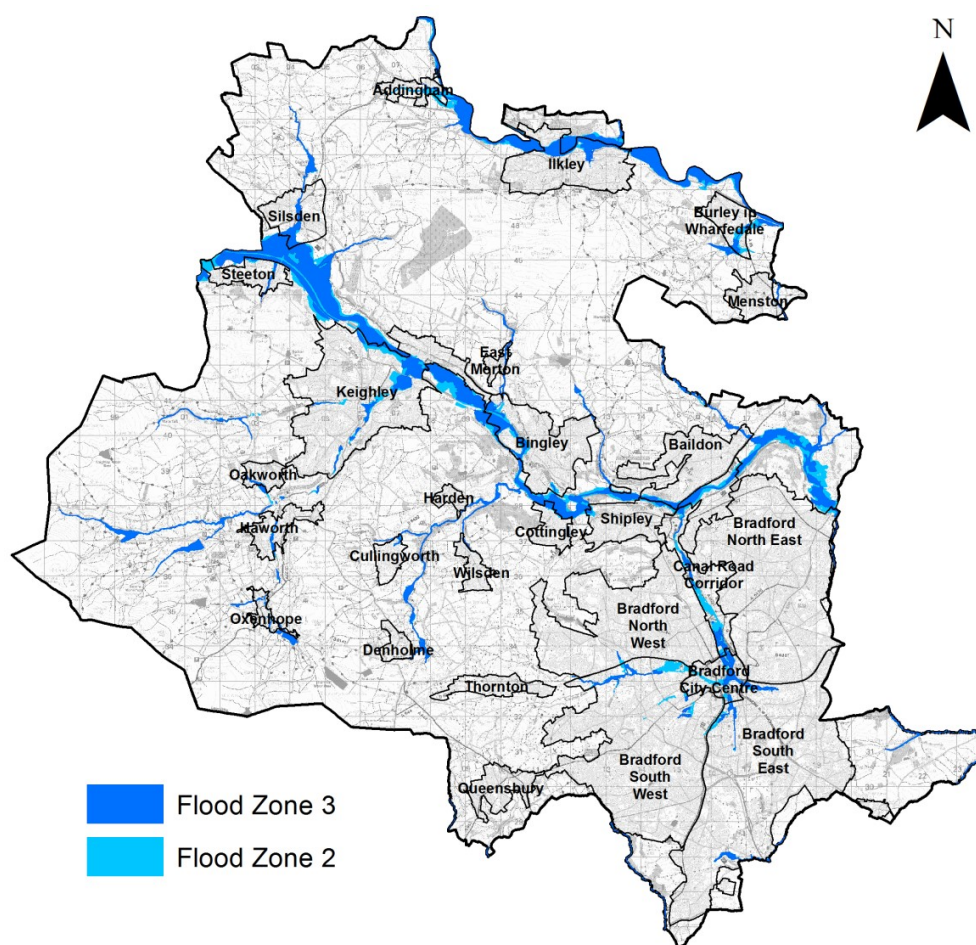 N
Addingham
Ilkley
Silsden
Burley in
Wharfedale
Steeton
Menston
East
Morton
Keighley
Bingley
Baildon
Oakworth
Harden
Haworth
Cottingley
Shipley
Bradford
North East
Cullingworth
Wilsden
Canal Road
Corridor
Oxenhope
Bradford
North
West
Denholme
Bradford
City Centre
Thornton
Bradford
South
East
Bradford
South
West
Queensbury
Flood Zone 3
Flood Zone 2